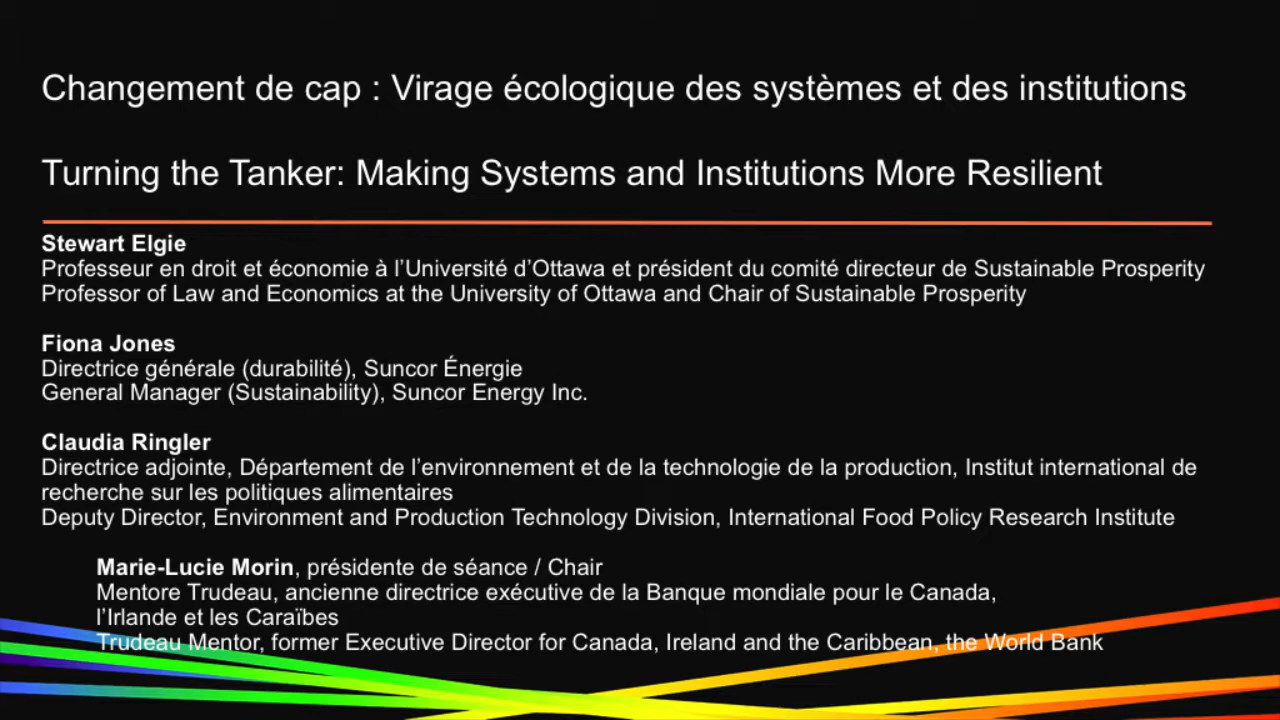 Changement de cap : Virage écologique des systèmes et des institutions
Turning the Tanker: Making Systems and Institutions More Resilient
Stewart Elgie
Professeur en droit et économie à l’Université d’Ottawa et président du comité directeur de Sustainable Prosperity
Professor of Law and Economics at the University of Ottawa and Chair of Sustainable Prosperity
Fiona Jones
Directrice générale (durabilité), Suncor Énergie
General Manager (Sustainability), Suncor Energy Inc.
Claudia Ringler
Directrice adjointe, Département de l’environnement et de la technologie de la production, Institut international de
recherche sur les politiques alimentaires
Deputy Director, Environment and Production Technology Division, International Food Policy Research Institute
Marie-Lucie Morin, présidente de séance / Chair
Mentore Trudeau, ancienne directrice exécutive de la Banque mondiale pour le Canada,
l’Irlande et les Caraïbes
Trudeau Mentor, former Executive Director for Canada, Ireland and the Caribbean, the World Bank